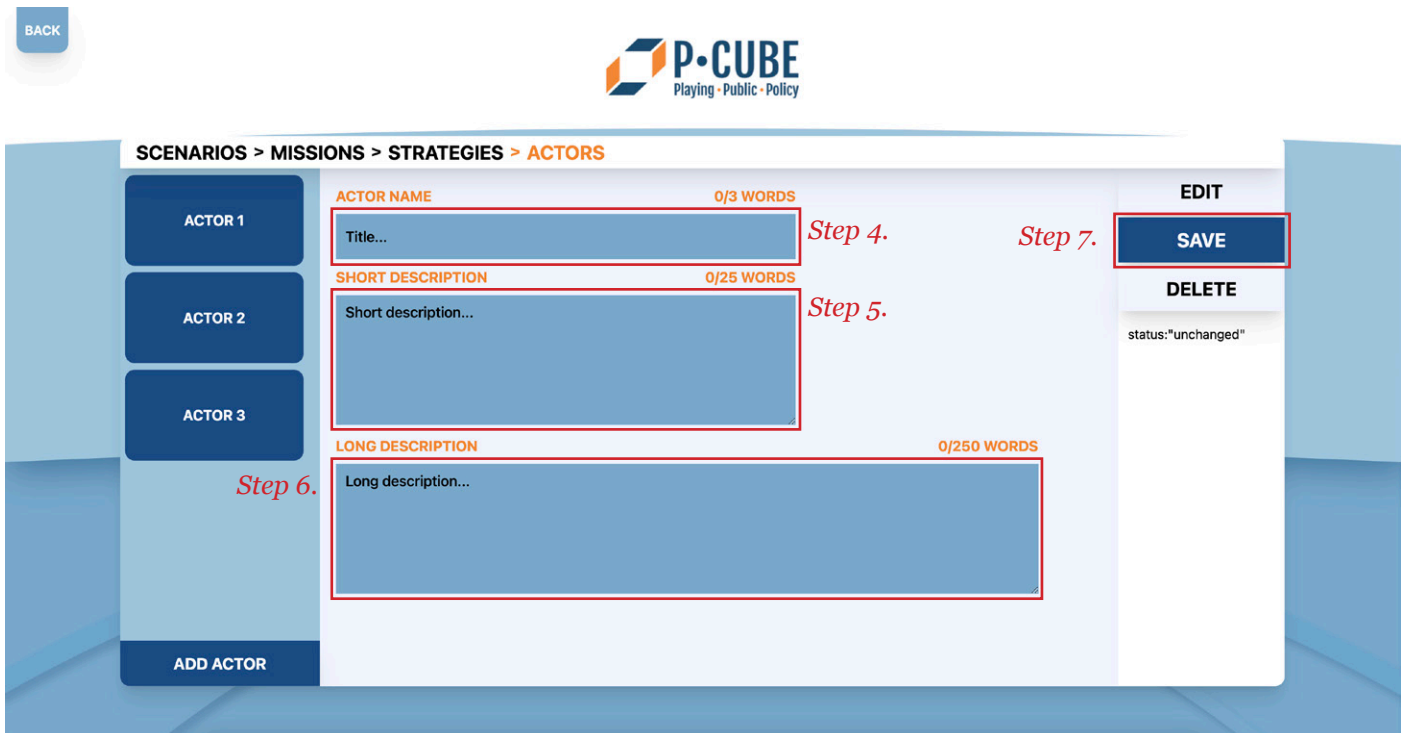 BACK
P•CUBE
Playing • Public • Policy
SCENARIOS > MISSIONS > STRATEGIES > ACTORS
ACTOR 1
ACTOR 2
ACTOR 3
ADD ACTOR
ACTOR NAME 0/3 WORDS
Title...
Step 4.
SHORT DESCRIPTION 0/25 WORDS
Short description...
Step 5.
LONG DESCRIPTION 0/250 WORDS
Step 6.
Long description...
EDIT
Step 7.
SAVE
DELETE
status:"unchanged"